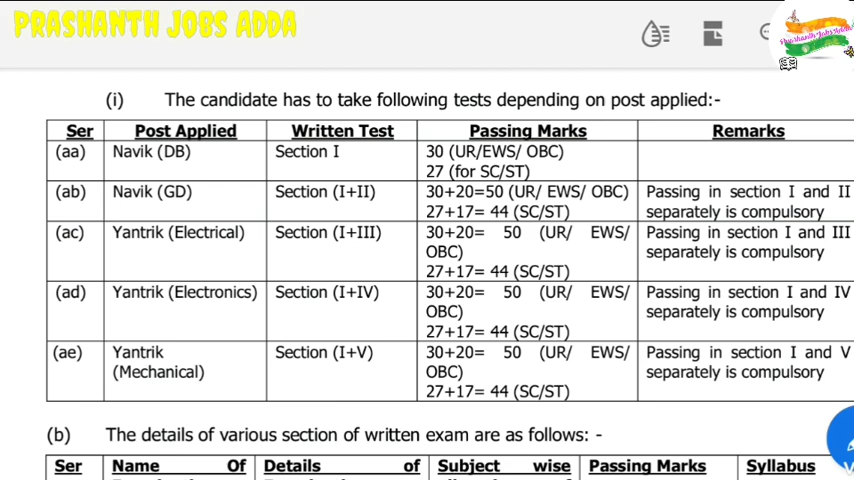 PRASHANTH JOBS ADDA
Prashanth Jobs Adda
(i) The candidate has to take following tests depending on post applied:-
Ser Post Applied Written Test Passing Marks Remarks
(aa) Navik (DB) Section I 30 (UR/EWS/ OBC)
27 (for SC/ST)
(ab) Navik (GD) Section (I+II) 30+20=50 (UR/ EWS/ OBC) Passing in section I and II
27+17= 44 (SC/ST) separately is compulsory
(ac) Yantrik (Electrical) Section (I+III) 30+20= 50 (UR/ EWS/ Passing in section I and III
OBC) separately is compulsory
27+17= 44 (SC/ST)
(ad) Yantrik (Electronics) Section (I+IV) 30+20= 50 (UR/ EWS/ Passing in section I and IV
OBC) separately is compulsory
27+17= 44 (SC/ST)
(ae) Yantrik Section (I+V) 30+20= 50 (UR/ EWS/ Passing in section I and V
(Mechanical) OBC) separately is compulsory
27+17= 44 (SC/ST)
(b) The details of various section of written exam are as follows: -
Ser Name Of Details of Subject wise Passing Marks Syllabus